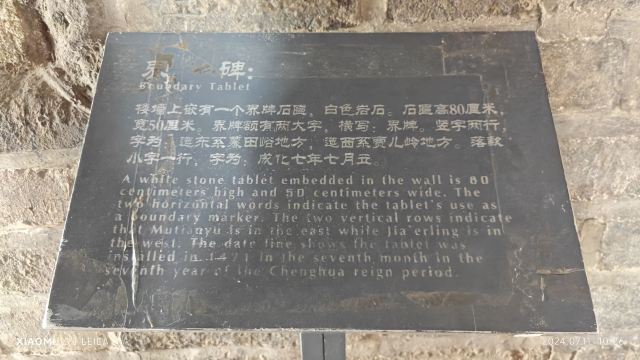 界 碑:
Boundary Tablet
楼墙上嵌有一个界牌石匾，白色岩石。石匾高80厘米，
宽50厘米。界牌额有两大字，横写：界牌。竖字两行，
字为：迤东系慕田峪地方，迤西系贾儿岭地方。落款
小字一行，字为：成化七年七月立。
A white stone tablet embedded in the wall is 80
centimeters high and 50 centimeters wide. The
two horizontal words indicate the tablet's use as
a boundary marker. The two vertical rows indicate
that Mutianyu is in the east while Jia'erling is in
the west. The date line shows the tablet was
installed in 1471 in the seventh month in the
seventh year of the Chenghua reign period.
XIAOMI LEICA
2024.07.11